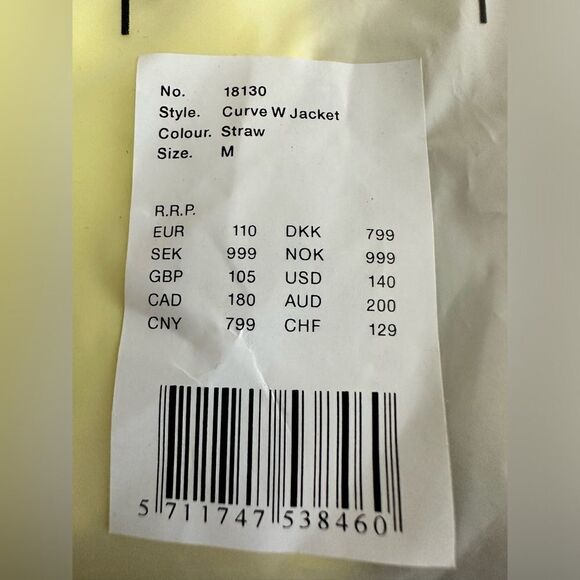 No. 18130
Style. Curve W Jacket
Colour. Straw
Size. M
R.R.P.
EUR 110 DKK 799
SEK 999 NOK 999
GBP 105 USD 140
CAD 180 AUD 200
CNY 799 CHF 129
5 711747 538460